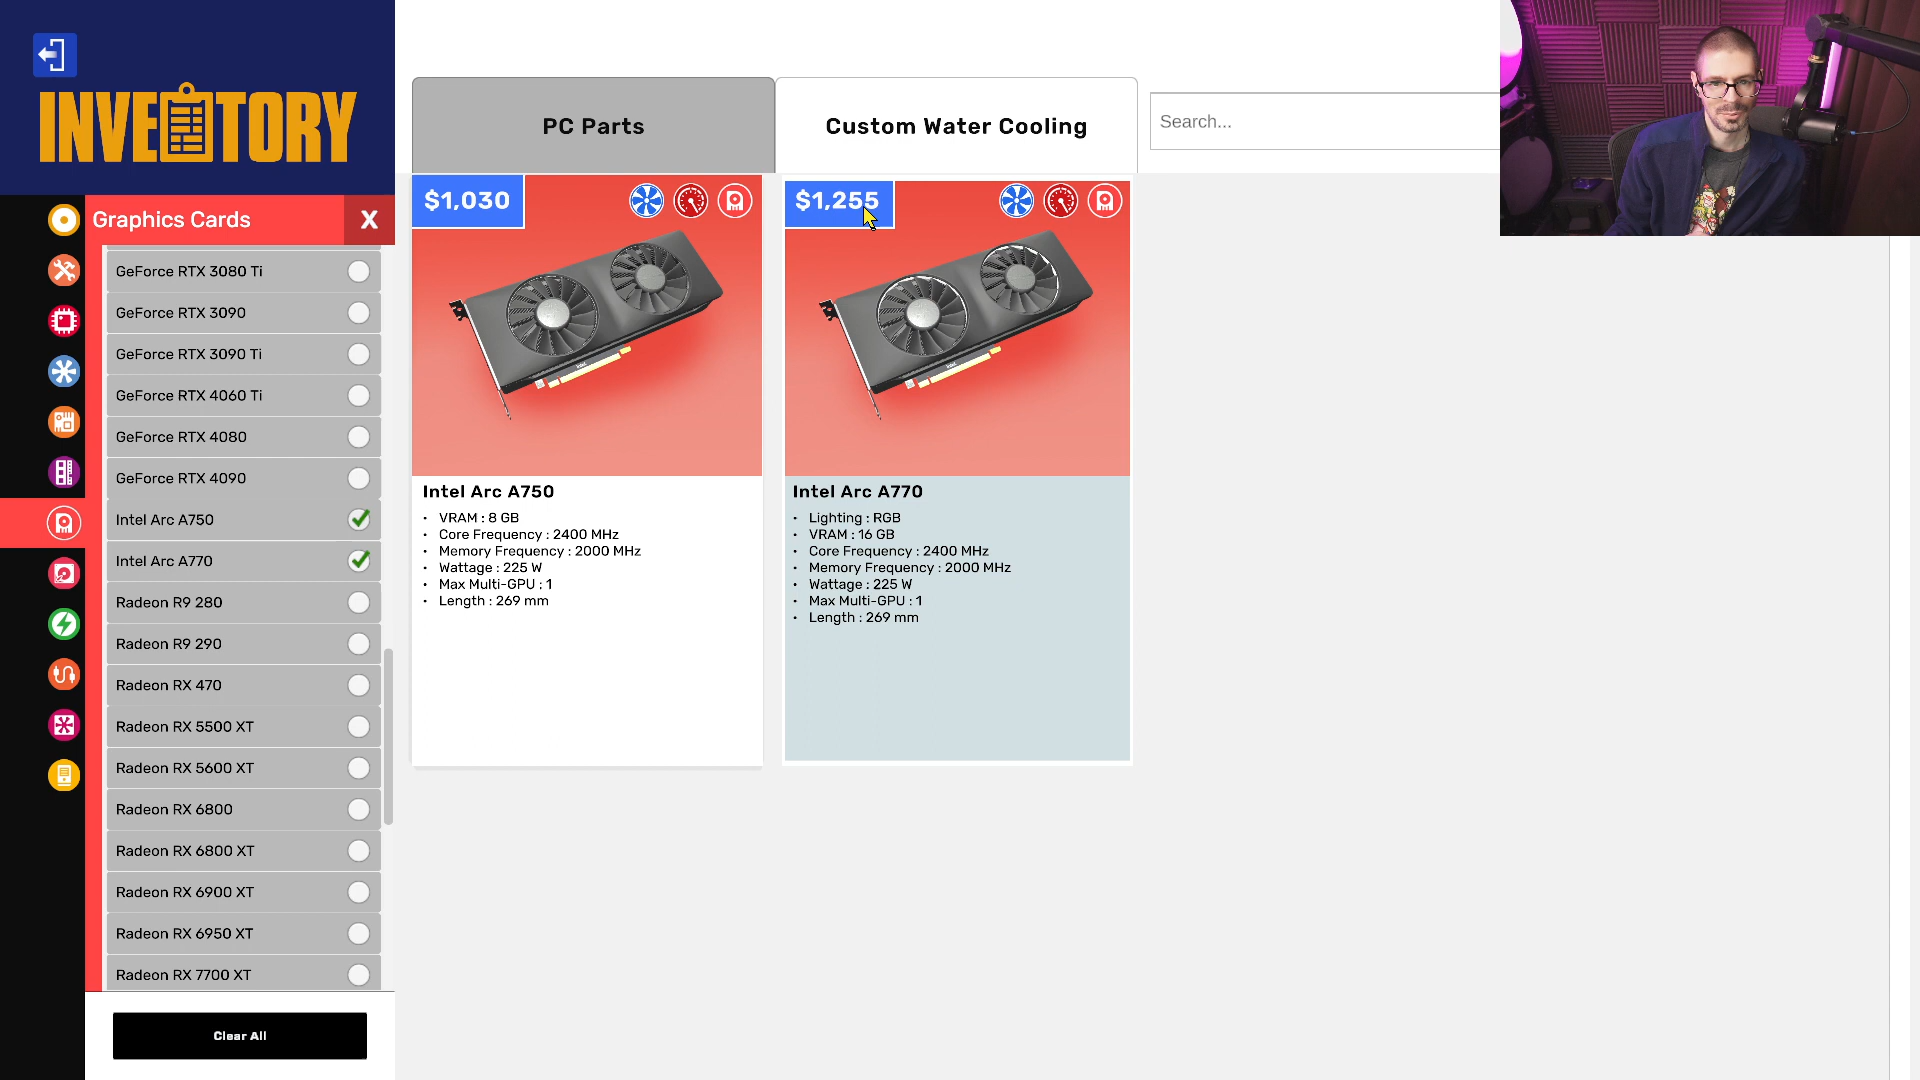 INVENTORY
PC Parts
Custom Water Cooling
Search...
Graphics Cards
X
GeForce RTX 3080 Ti
GeForce RTX 3090
GeForce RTX 3090 Ti
GeForce RTX 4060 Ti
GeForce RTX 4080
GeForce RTX 4090
Intel Arc A750
Intel Arc A770
Radeon R9 280
Radeon R9 290
Radeon RX 470
Radeon RX 5500 XT
Radeon RX 5600 XT
Radeon RX 6800
Radeon RX 6800 XT
Radeon RX 6900 XT
Radeon RX 6950 XT
Radeon RX 7700 XT
Clear All
$1,030
Intel Arc A750
• VRAM : 8 GB
• Core Frequency : 2400 MHz
• Memory Frequency : 2000 MHz
• Wattage : 225 W
• Max Multi-GPU : 1
• Length : 269 mm
$1,255
Intel Arc A770
• Lighting : RGB
• VRAM : 16 GB
• Core Frequency : 2400 MHz
• Memory Frequency : 2000 MHz
• Wattage : 225 W
• Max Multi-GPU : 1
• Length : 269 mm